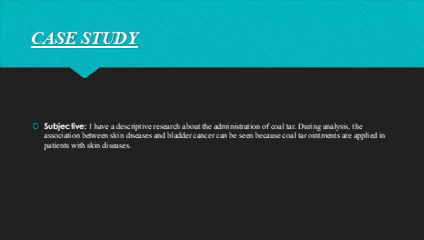 CASE STUDY
Subjective: I have a descriptive research about the administration of coal tar. During analysis, the
association between skin diseases and bladder cancer can be seen because coal tar ointments are applied in
patients with skin diseases.